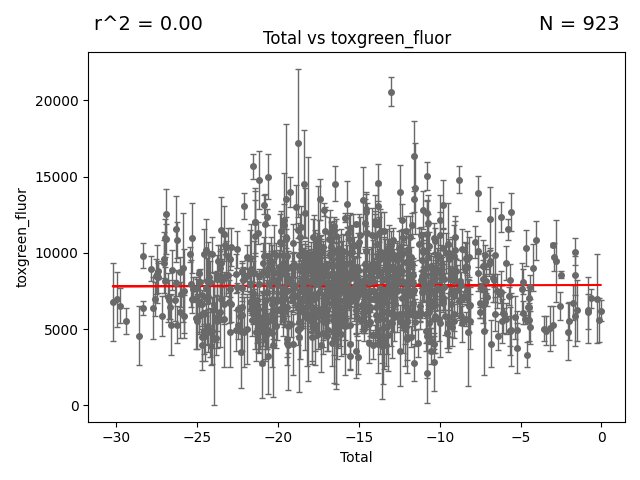 r^2 = 0.00
N = 923
Total vs toxgreen_fluor
20000
15000
10000
5000
0
toxgreen_fluor
−30
−25
−20
−15
−10
−5
0
Total